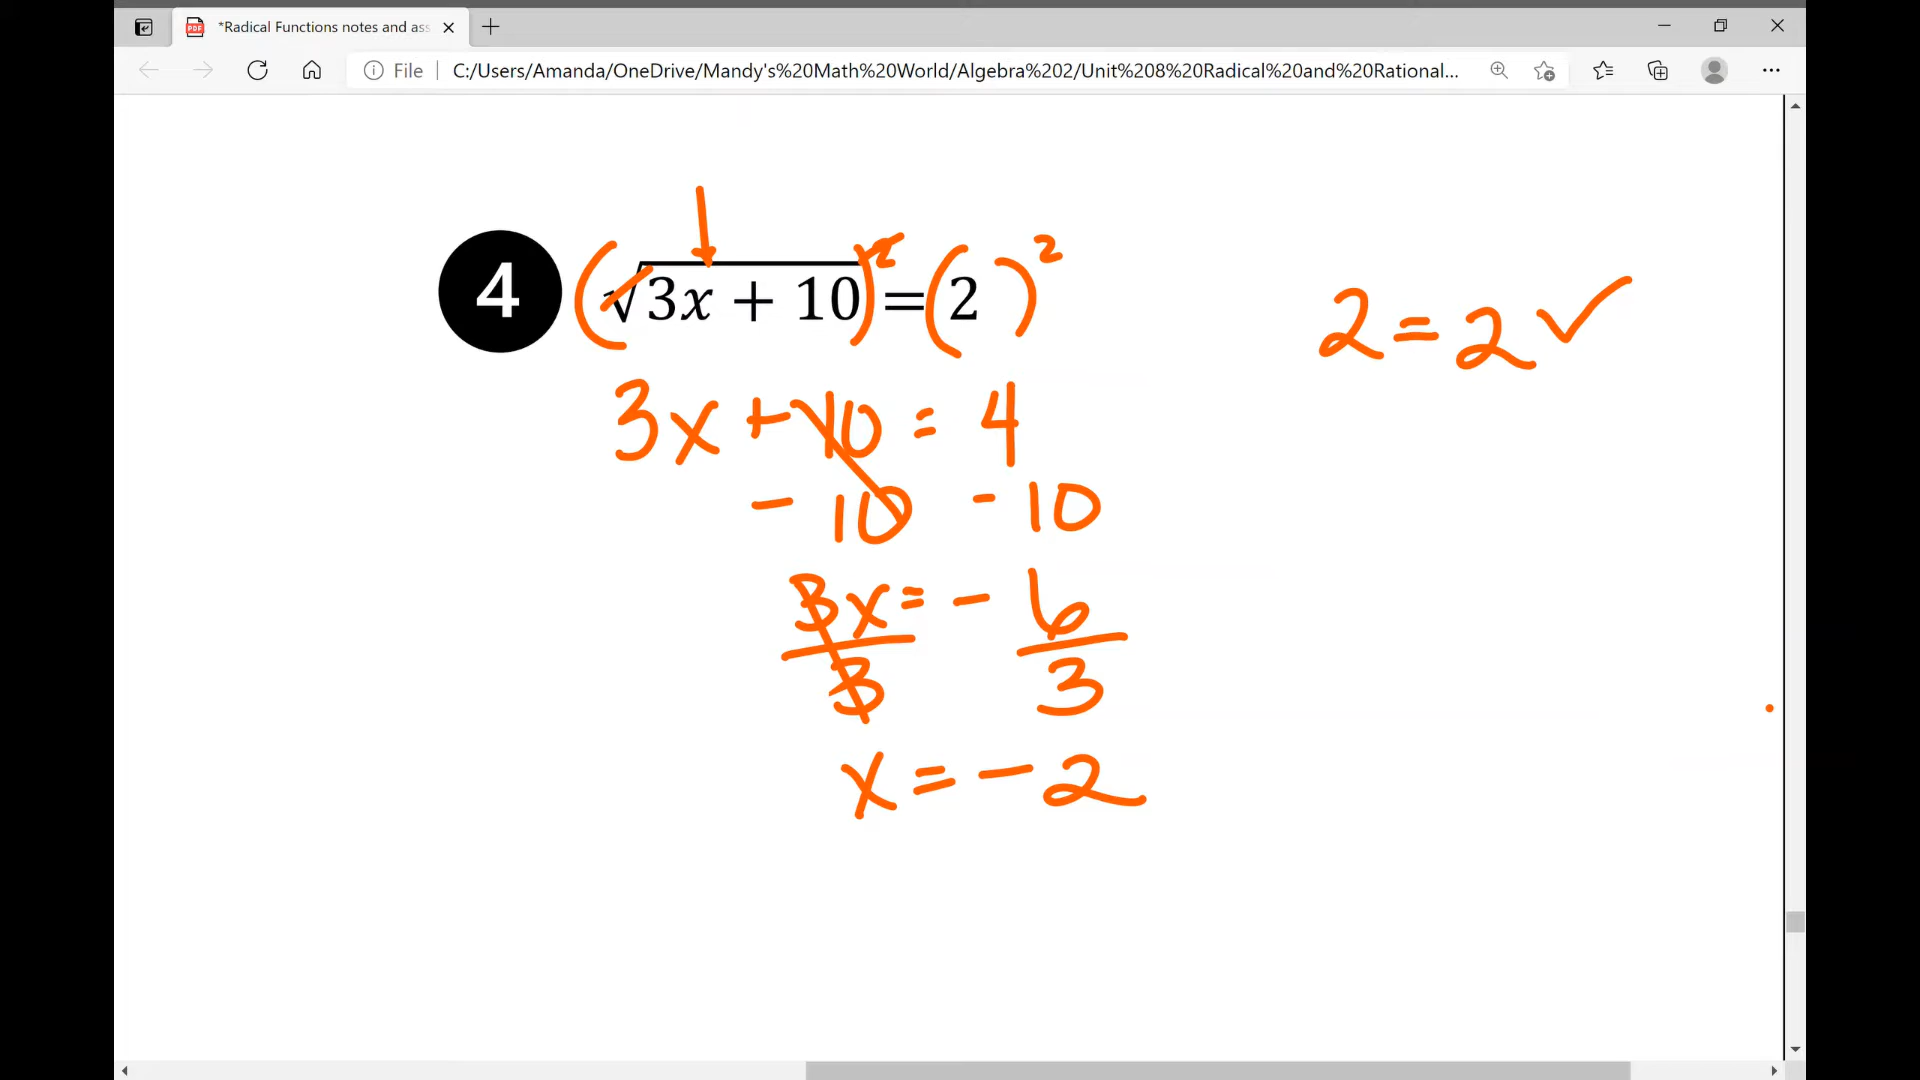 *Radical Functions notes and ass
File C:/Users/Amanda/OneDrive/Mandy's%20Math%20World/Algebra%202/Unit%208%20Radical%20and%20Rational...
4 (√3x + 10)² = (2)²
2 = 2 ✓
3x + 10 = 4
- 10 - 10
3x = - 6
3 3
x = - 2